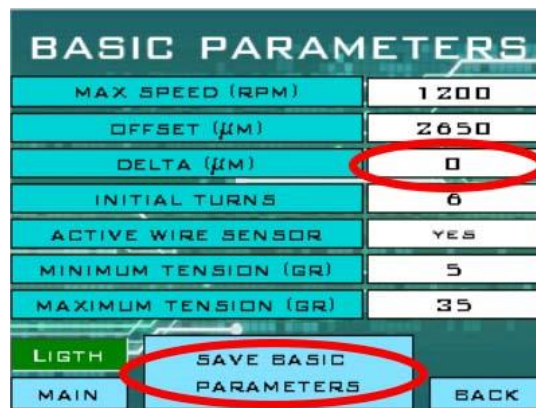 BASIC PARAMETERS
MAX SPEED (RPM) 1200
OFFSET (µM) 2650
DELTA (µM) 0
INITIAL TURNS 6
ACTIVE WIRE SENSOR YES
MINIMUM TENSION (GR) 5
MAXIMUM TENSION (GR) 35
LIGTH
SAVE BASIC
PARAMETERS
MAIN
BACK